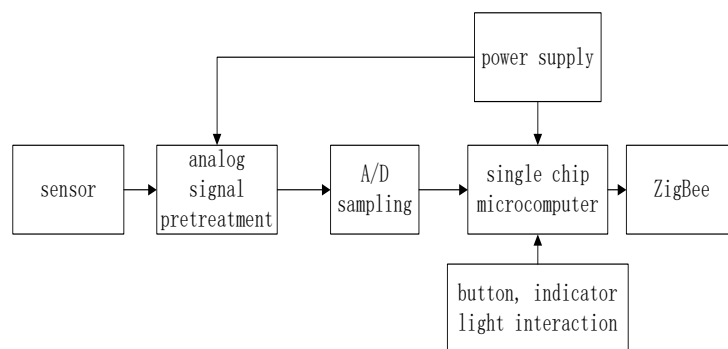 power supply
sensor
analog
signal
pretreatment
A/D
sampling
single chip
microcomputer
ZigBee
button, indicator
light interaction